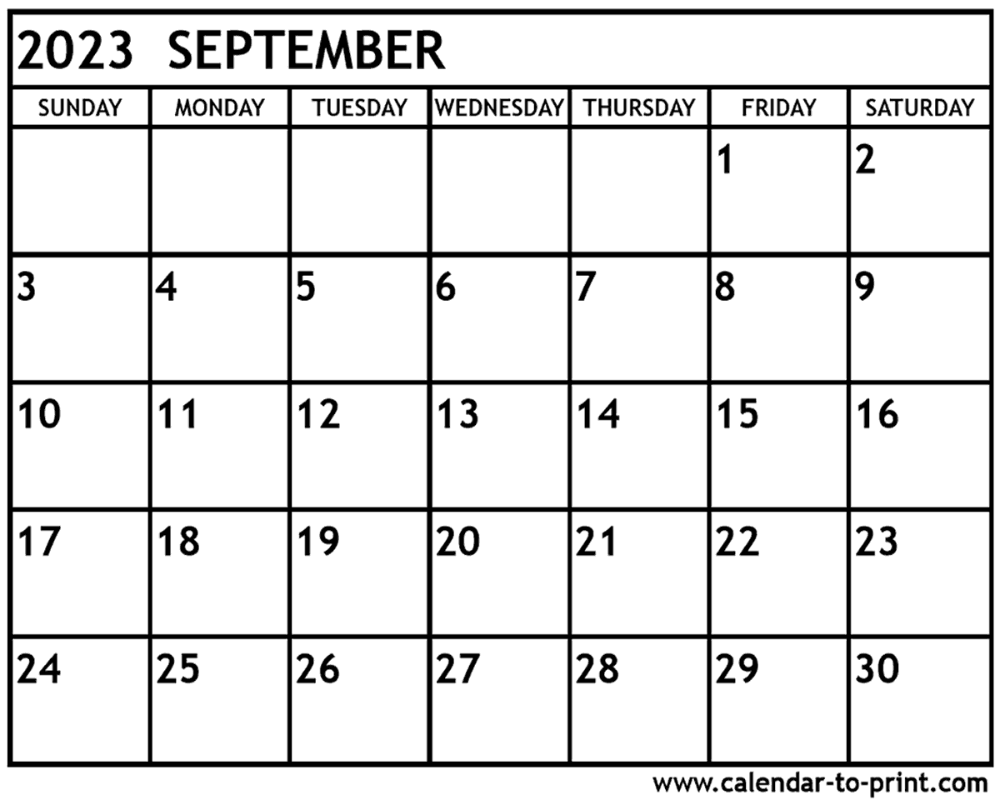 2023 SEPTEMBER
SUNDAY MONDAY TUESDAY WEDNESDAY THURSDAY FRIDAY SATURDAY
1 2
3 4 5 6 7 8 9
10 11 12 13 14 15 16
17 18 19 20 21 22 23
24 25 26 27 28 29 30
www.calendar-to-print.com